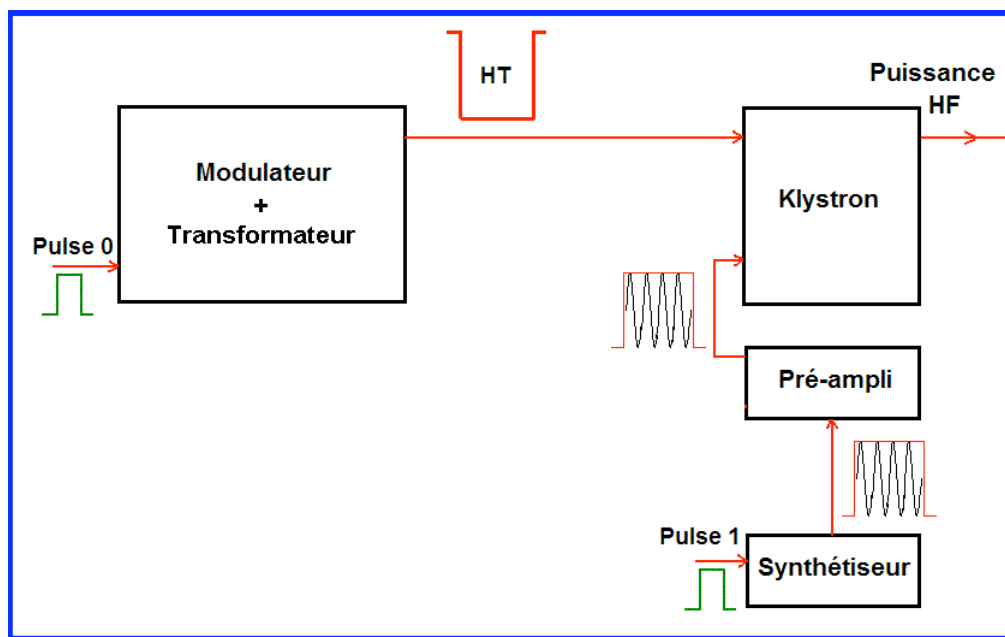 HT
Puissance
HF
Modulateur
+
Transformateur
Klystron
Pulse 0
Pré-ampli
Pulse 1
Synthétiseur